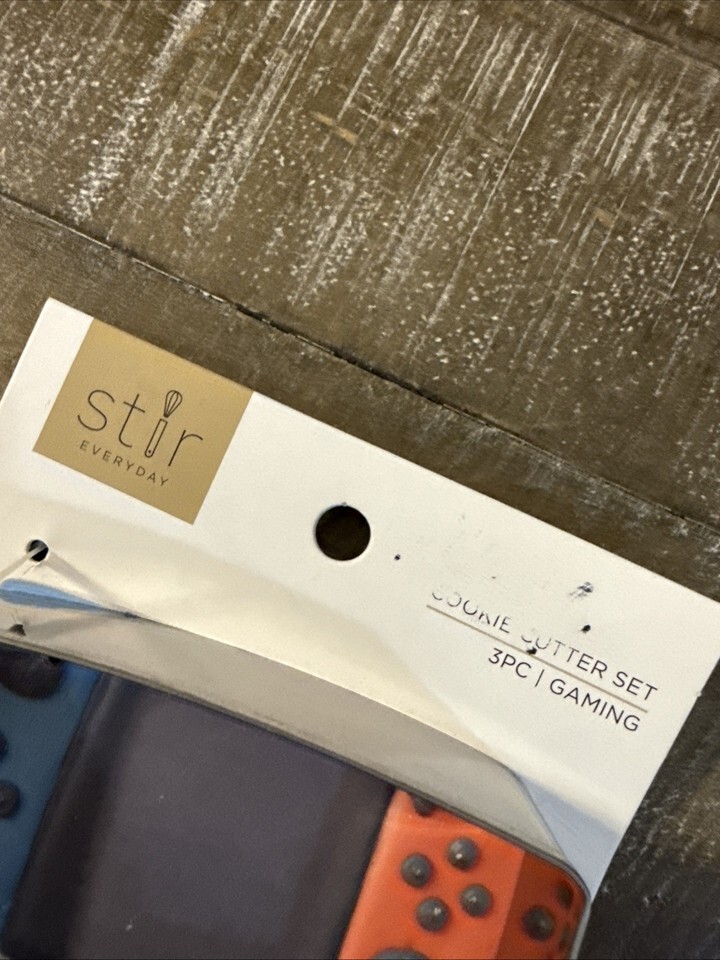 stir
EVERYDAY
COOKIE CUTTER SET
3PC | GAMING